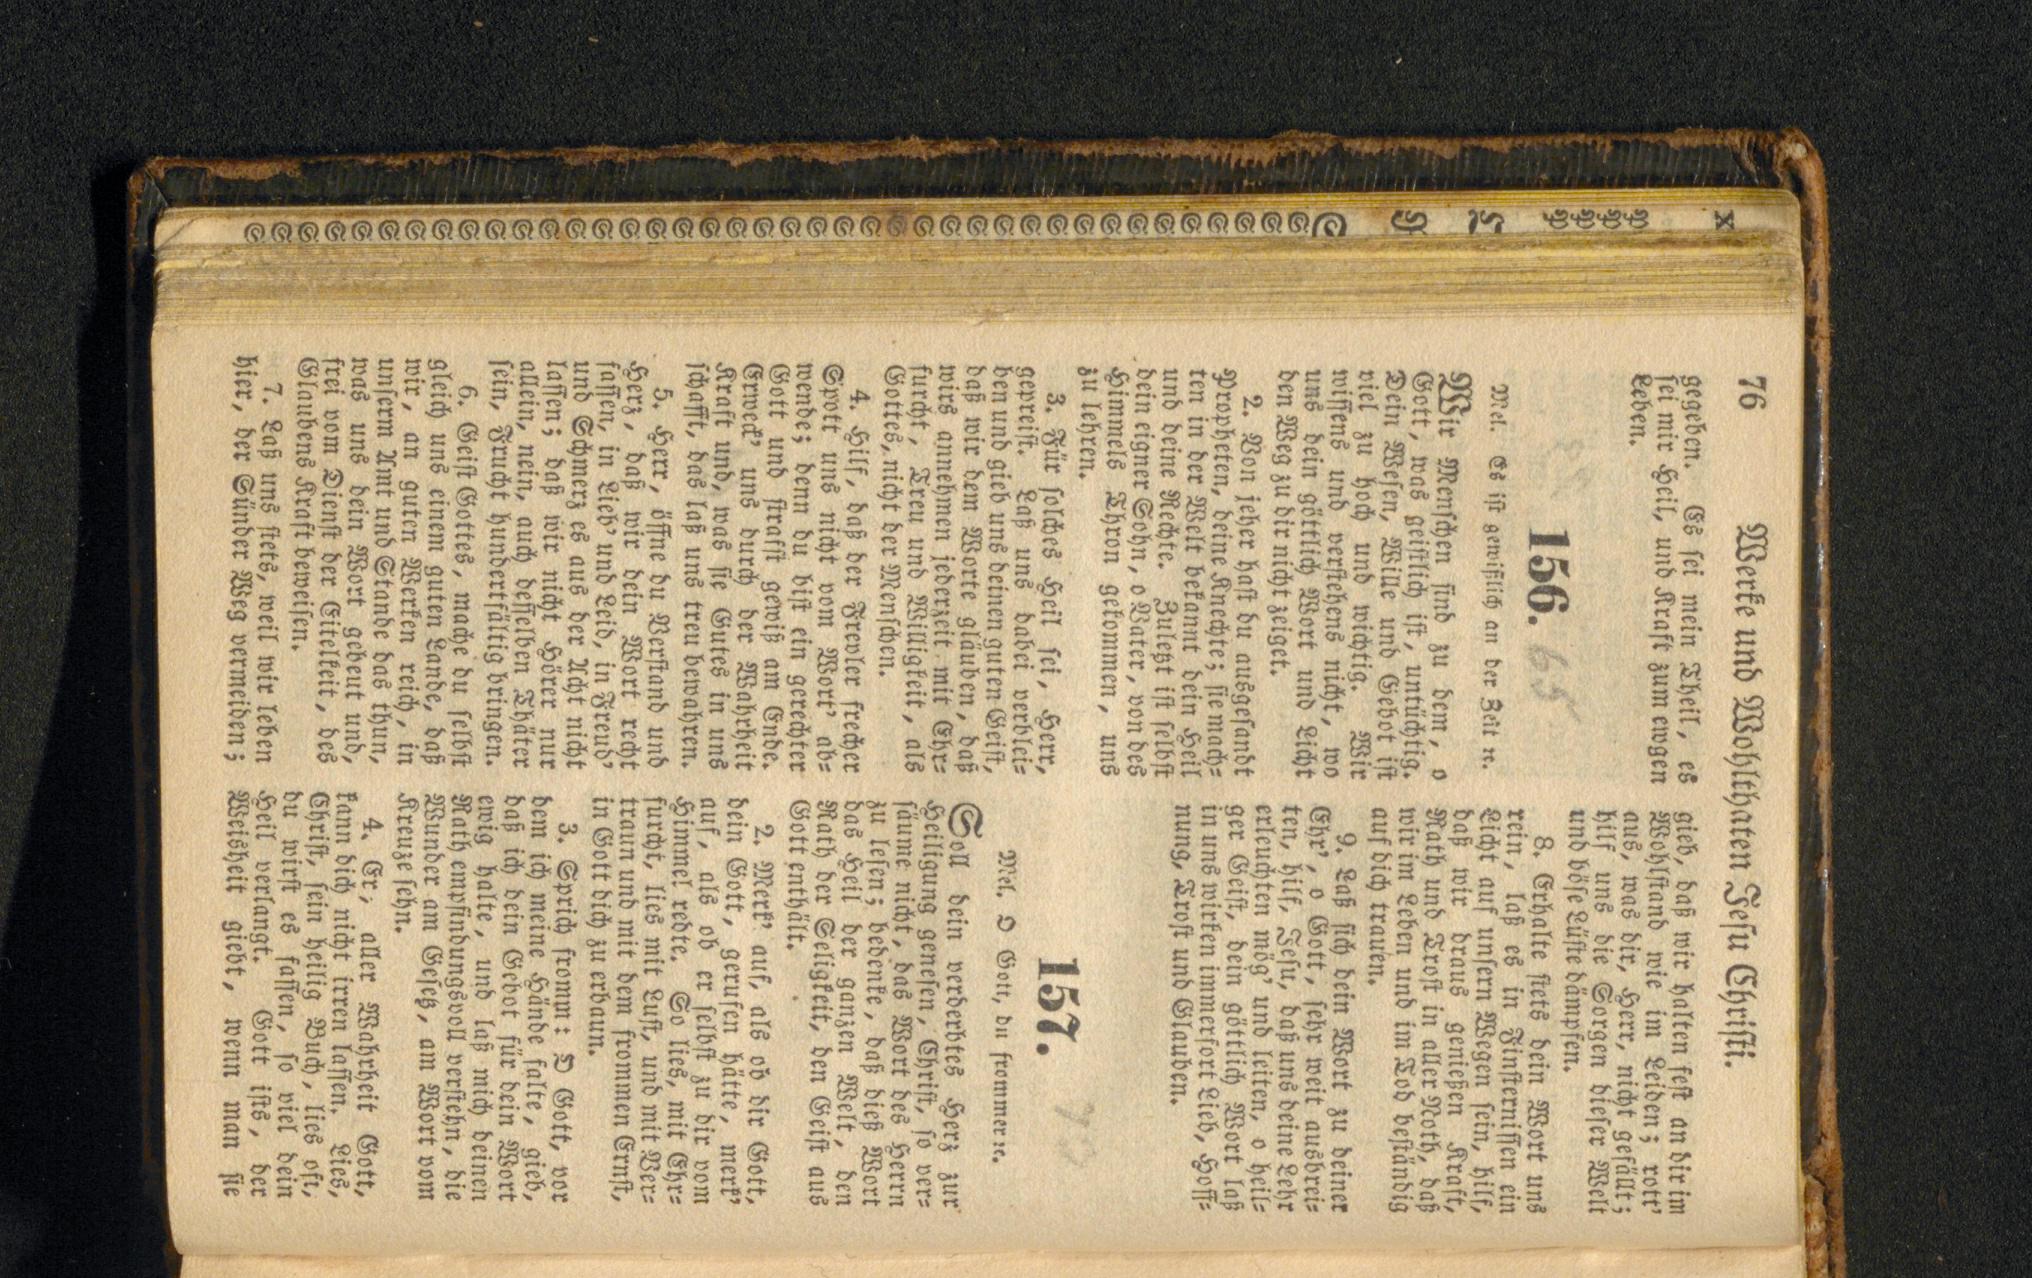 76 Werke und Wohlthaten Jesu Christi.
gegeben. Es sei mein Theil, es
sei mir Heil, und Kraft zum ewgen
Leben.
156. 65
Mel. Es ist gewißlich an der Zeit ꝛc.
Wir Menschen sind zu dem, o
Gott, was geistlich ist, untüchtig.
Dein Wesen, Wille und Gebot ist
viel zu hoch und wichtig. Wir
wissens und verstehens nicht, wo
uns dein göttlich Wort und Licht
den Weg zu dir nicht zeiget.
2. Von jeher hast du ausgesandt
Propheten, deine Knechte; sie mach-
ten in der Welt bekannt dein Heil
und deine Rechte. Zuletzt ist selbst
dein eigner Sohn, o Vater, von des
Himmels Thron gekommen, uns
zu lehren.
3. Für solches Heil sei, Herr,
gepreist. Laß uns dabei verblei-
ben und gieb uns deinen guten Geist,
daß wir dem Worte gläuben, daß
wirs annehmen jederzeit mit Ehr-
furcht, Treu und Willigkeit, als
Gottes, nicht der Menschen.
4. Hilf, daß der Frevler frecher
Spott uns nicht vom Wort' ab-
wende; denn du bist ein gerechter
Gott und strafst gewiß am Ende.
Erweck' uns durch der Wahrheit
Kraft und, was sie Gutes in uns
schafft, das laß uns treu bewahren.
5. Herr, öffne du Verstand und
Herz, daß wir dein Wort recht
fassen, in Lieb' und Leid, in Freud'
und Schmerz es aus der Acht nicht
lassen; daß wir nicht Hörer nur
allein, nein, auch desselben Thäter
sein, Frucht hundertfältig bringen.
6. Geist Gottes, mache du selbst
gleich uns einem guten Lande, daß
wir, an guten Werken reich, in
unserm Amt und Stande das thun,
was uns dein Wort gebeut und,
frei vom Dienst der Eitelkeit, des
Glaubens Kraft beweisen.
7. Laß uns stets, weil wir leben
hier, der Sünder Weg vermeiden;
gieb, daß wir halten fest an dir im
Wohlstand wie im Leiden; rott'
aus, was dir, Herr, nicht gefällt;
hilf uns die Sorgen dieser Welt
und böse Lüste dämpfen.
8. Erhalte stets dein Wort uns
rein, laß es in Finsternissen ein
Licht auf unsern Wegen sein, hilf,
daß wir draus genießen Kraft,
Rath und Trost in aller Noth, daß
wir im Leben und im Tod beständig
auf dich trauen.
9. Laß sich dein Wort zu deiner
Ehr', o Gott, sehr weit ausbrei-
ten, hilf, Jesu, daß uns deine Lehr
erleuchten mög' und leiten, o heil-
ger Geist, dein göttlich Wort laß
in uns wirken immerfort Lieb, Hoff-
nung, Trost und Glauben.
157.
Mel. O Gott, du frommer ꝛc.
Soll dein verderbtes Herz zur
Heiligung genesen, Christ, so ver-
säume nicht, das Wort des Herrn
zu lesen; bedenke, daß dieß Wort
das Heil der ganzen Welt, den
Rath der Seligkeit, den Geist aus
Gott enthält.
2. Merk' auf, als ob dir Gott,
dein Gott, gerufen hätte, merk'
auf, als ob er selbst zu dir vom
Himmel redte. So lies, mit Ehr-
furcht, lies mit Lust, und mit Ver-
traun und mit dem frommen Ernst,
in Gott dich zu erbaun.
3. Sprich fromm: O Gott, vor
dem ich meine Hände falte, gieb,
daß ich dein Gebot für dein Wort
ewig halte, und laß mich deinen
Rath empfindungsvoll verstehn, die
Wunder am Gesetz, am Wort vom
Kreuze sehn.
4. Er, aller Wahrheit Gott,
kann dich nicht irren lassen. Lies,
Christ, sein heilig Buch, lies oft,
du wirst es fassen, so viel dein
Heil verlangt. Gott ists, der
Weisheit giebt, wenn man sie